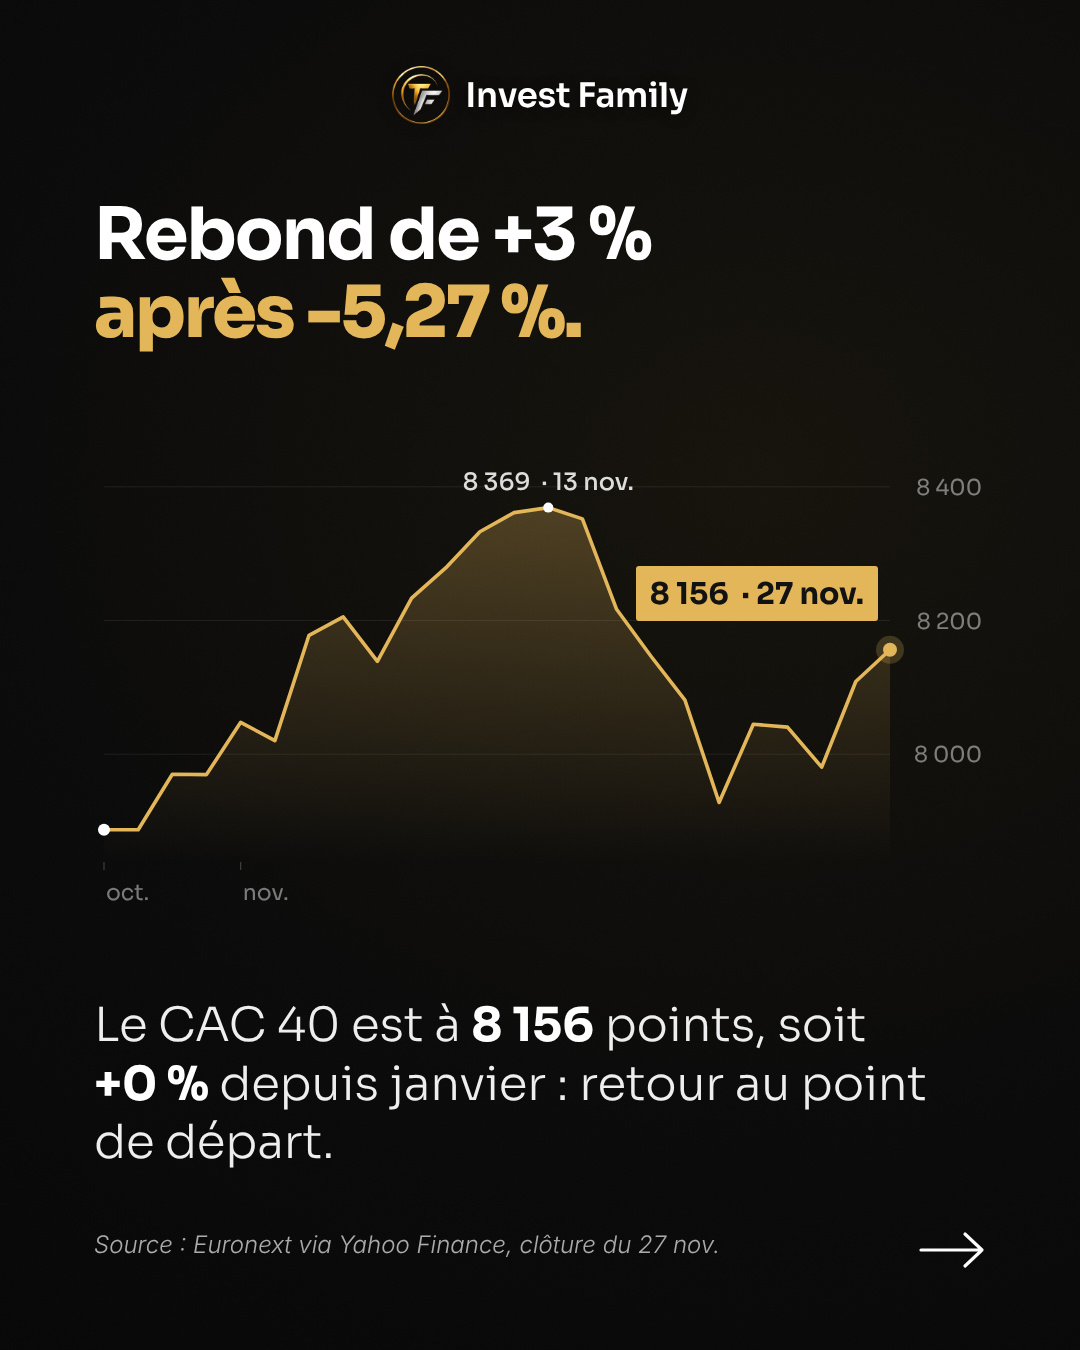 TF Invest Family
Rebond de +3 %
après −5,27 %.
8 369 · 13 nov.
8 400
8 156 · 27 nov.
8 200
8 000
oct.
nov.
Le CAC 40 est à 8 156 points, soit
+0 % depuis janvier : retour au point
de départ.
Source : Euronext via Yahoo Finance, clôture du 27 nov.